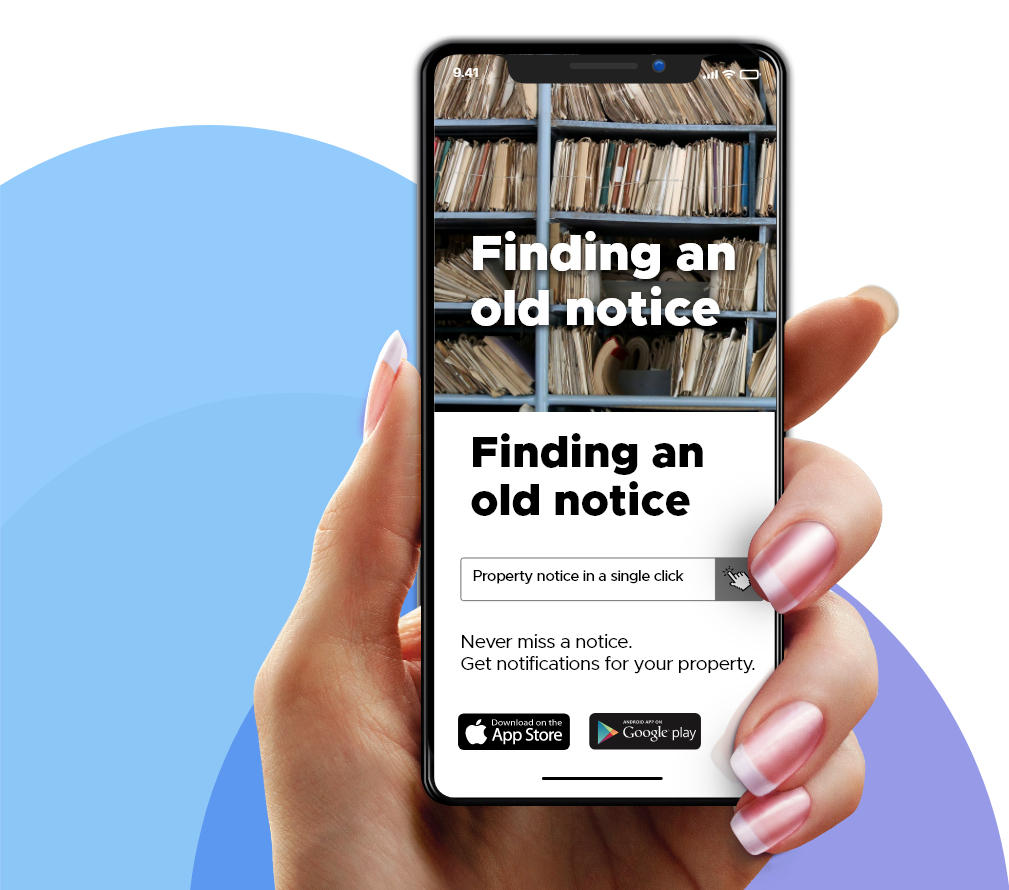 9.41
Finding an
old notice
Finding an
old notice
Property notice in a single click
Never miss a notice.
Get notifications for your property.
Download on the
App Store
ANDROID APP ON
Google play